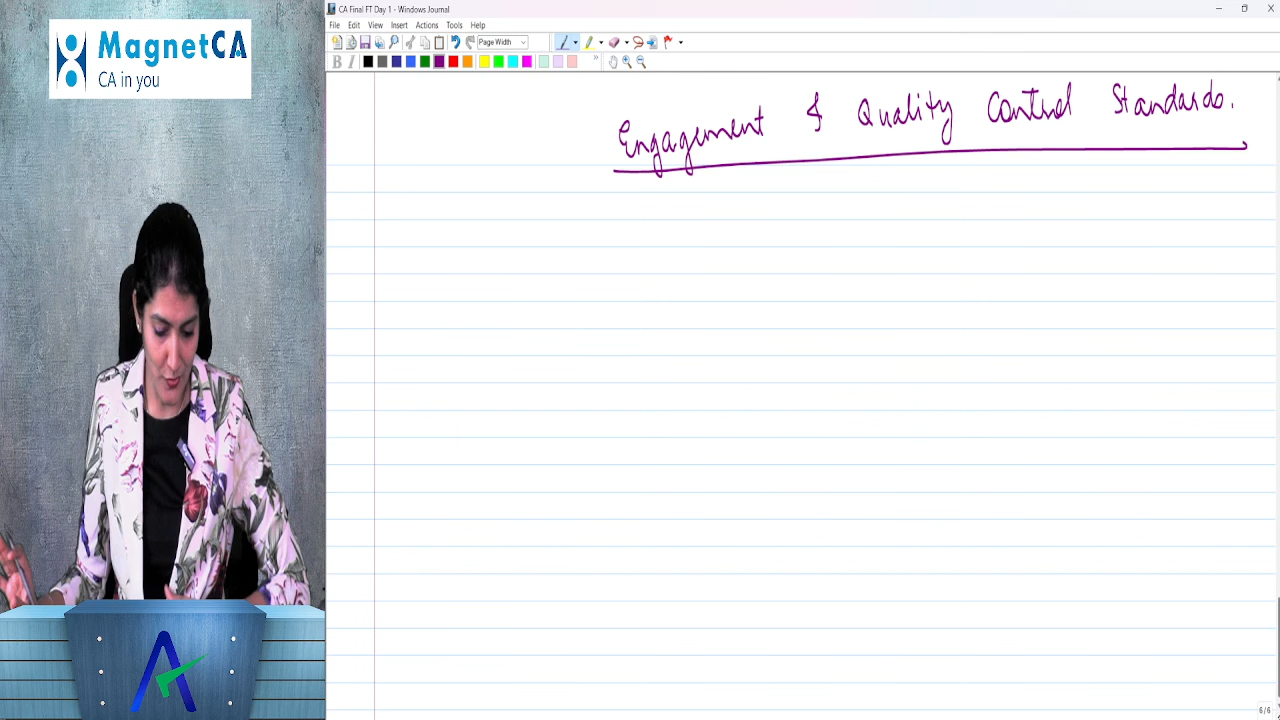 MagnetCA
CA in you
CA Final FT Day 1 - Windows Journal
File Edit View Insert Actions Tools Help
Page Width
B I
Engagement & Quality Control Standards.
6/6